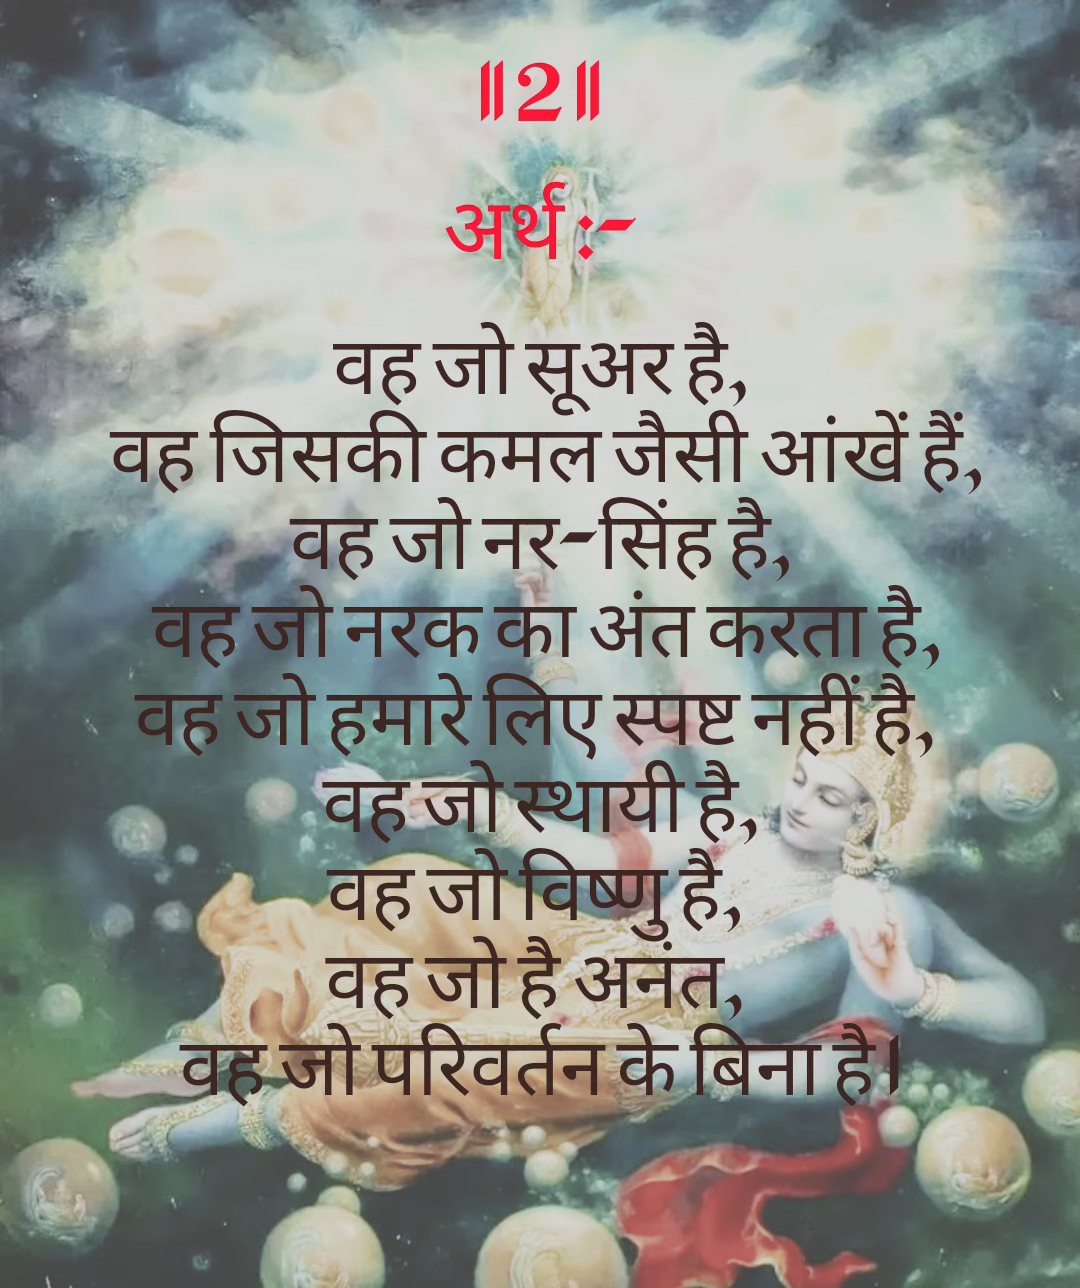 ॥2॥
अर्थ :-
वह जो सूअर है,
वह जिसकी कमल जैसी आंखें हैं,
वह जो नर-सिंह है,
वह जो नरक का अंत करता है,
वह जो हमारे लिए स्पष्ट नहीं है,
वह जो स्थायी है,
वह जो विष्णु है,
वह जो है अनंत,
वह जो परिवर्तन के बिना है।